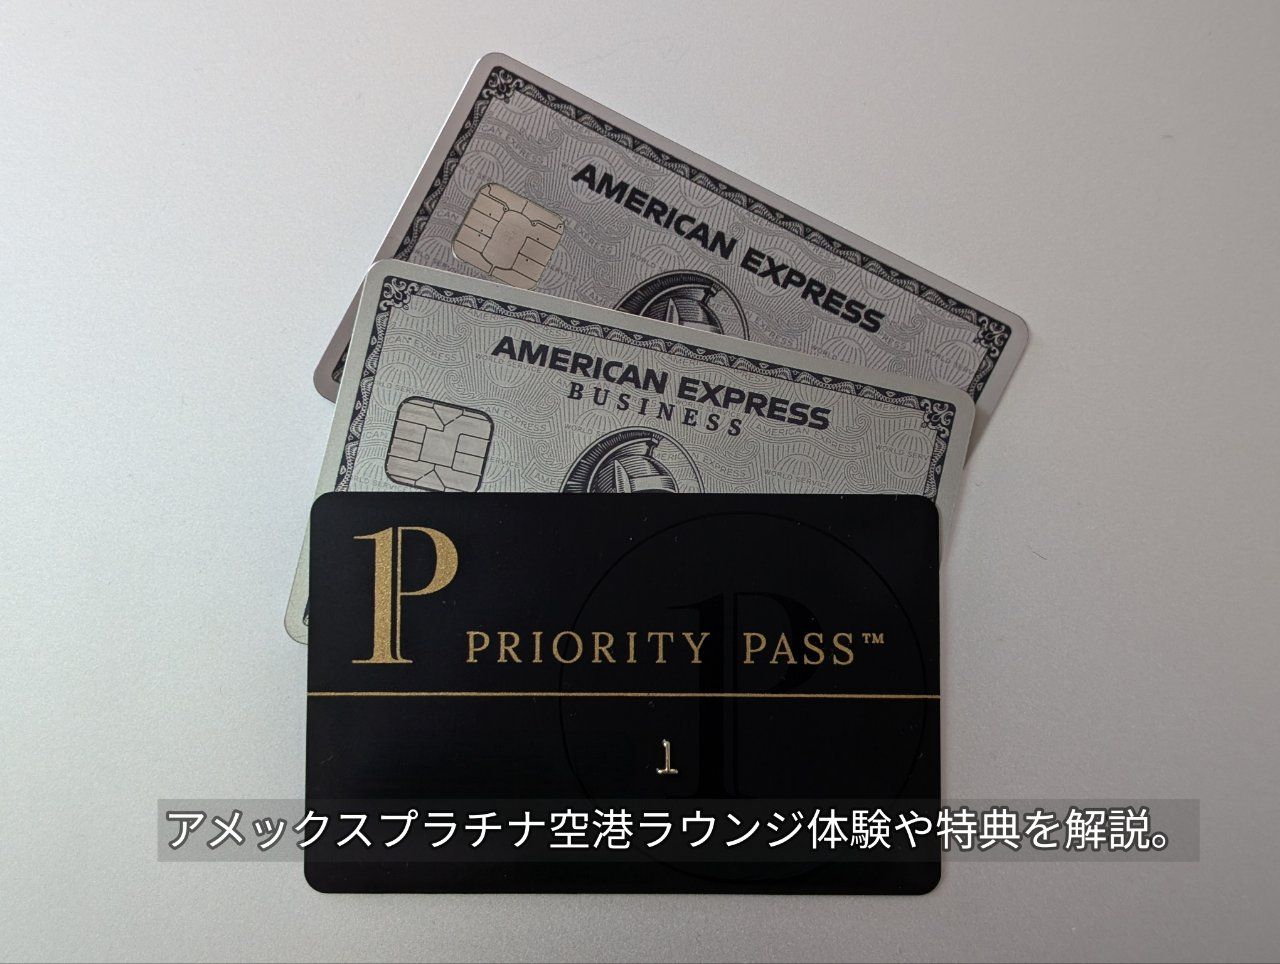 AMERICAN EXPRESS
AMERICAN EXPRESS
BUSINESS
PRIORITY PASS™
1
アメックスプラチナ空港ラウンジ体験や特典を解説。